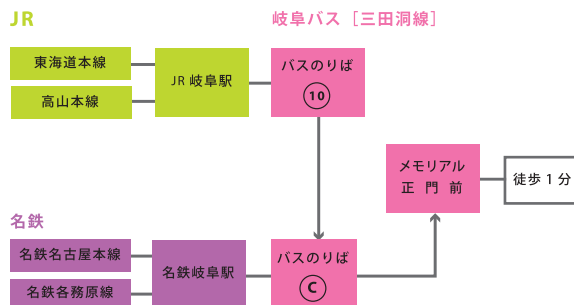 JR
岐阜バス [三田洞線]
東海道本線
高山本線
JR 岐阜駅
バスのりば
10
メモリアル
正 門 前
徒歩 1 分
名鉄
名鉄名古屋本線
名鉄各務原線
名鉄岐阜駅
バスのりば
C